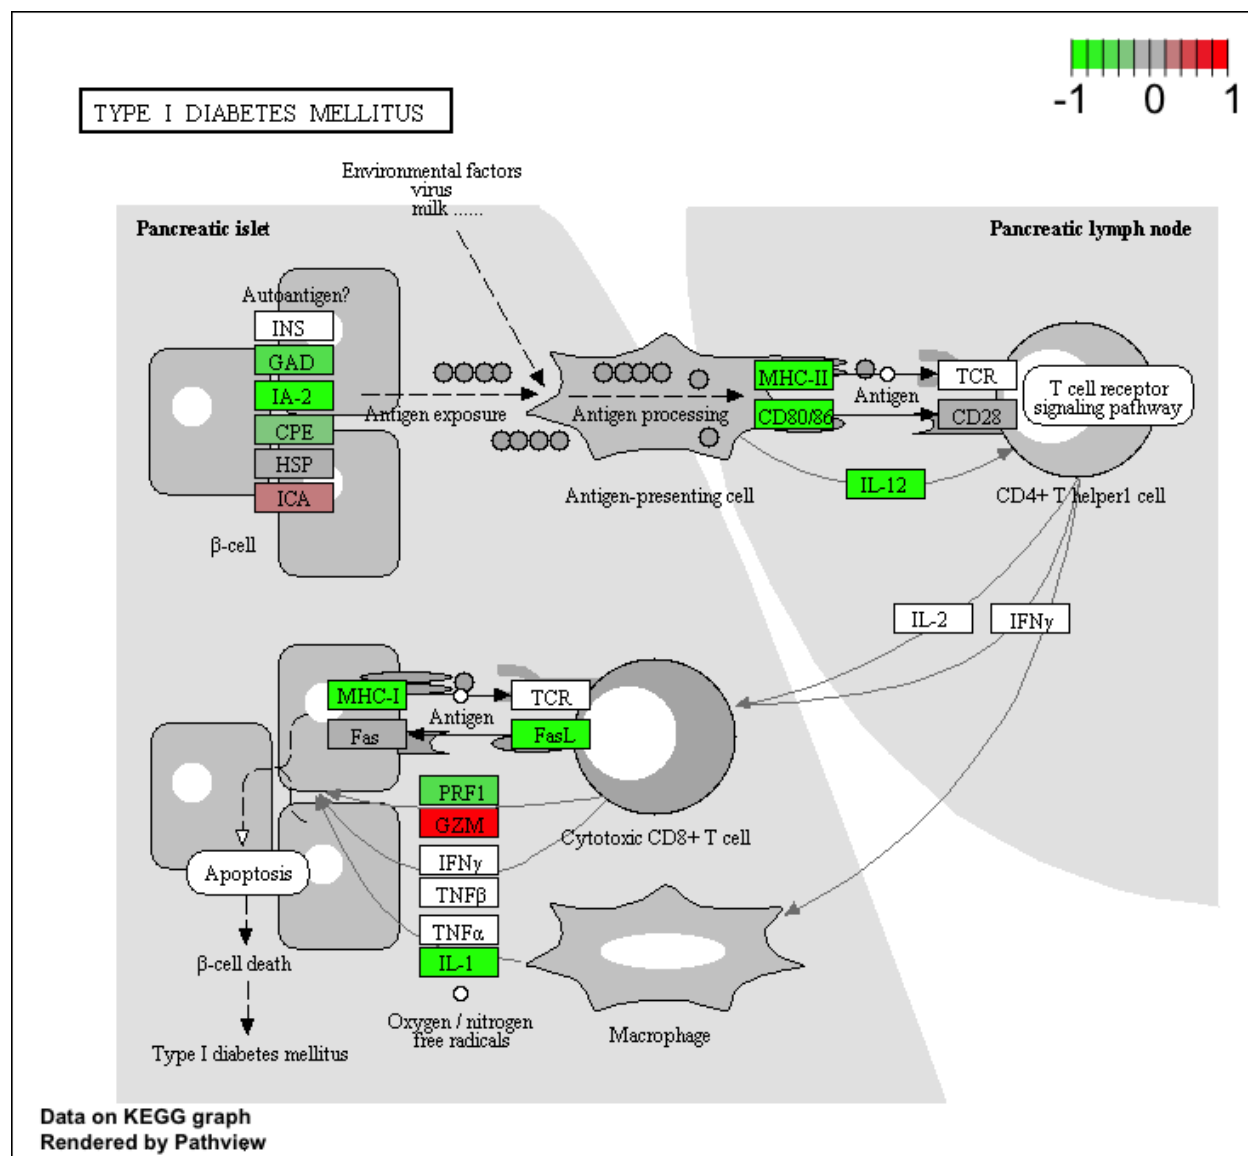 -1 0 1
TYPE I DIABETES MELLITUS
Environmental factors
virus
milk ......
Pancreatic islet
Pancreatic lymph node
Autoantigen?
INS
GAD
IA-2
CPE
HSP
ICA
β-cell
Antigen exposure
Antigen processing
Antigen-presenting cell
MHC-II
CD80/86
Antigen
TCR
CD28
T cell receptor
signaling pathway
IL-12
CD4+ T helper1 cell
IL-2
IFNγ
MHC-I
Fas
Antigen
TCR
FasL
PRF1
GZM
IFNγ
TNFβ
TNFα
IL-1
Cytotoxic CD8+ T cell
Apoptosis
β-cell death
Type I diabetes mellitus
Oxygen / nitrogen
free radicals
Macrophage
Data on KEGG graph
Rendered by Pathview